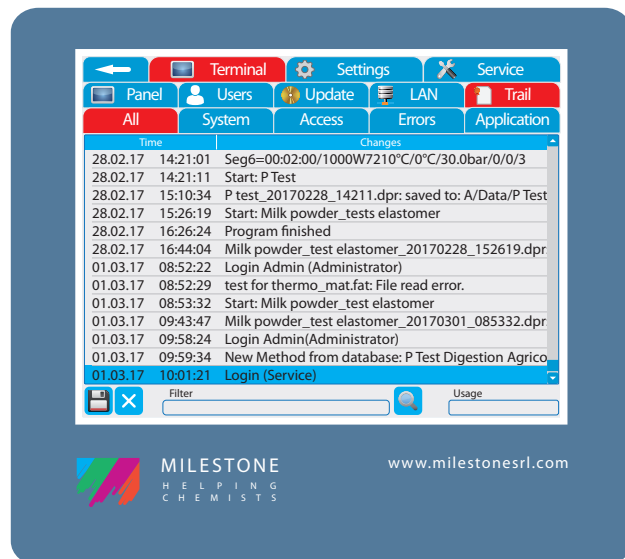 Terminal Settings Service
Panel Users Update LAN Trail
All System Access Errors Application
Time Changes
28.02.17 14:21:01 Seg6=00:02:00/1000W7210°C/0°C/30.0bar/0/0/3
28.02.17 14:21:11 Start: P Test
28.02.17 15:10:34 P test_20170228_14211.dpr: saved to: A/Data/P Test
28.02.17 15:26:19 Start: Milk powder_tests elastomer
28.02.17 16:26:24 Program finished
28.02.17 16:44:04 Milk powder_test elastomer_20170228_152619.dpr
01.03.17 08:52:22 Login Admin (Administrator)
01.03.17 08:52:29 test for thermo_mat.fat: File read error.
01.03.17 08:53:32 Start: Milk powder_test elastomer
01.03.17 09:43:47 Milk powder_test elastomer_20170301_085332.dpr
01.03.17 09:58:24 Login Admin(Administrator)
01.03.17 09:59:34 New Method from database: P Test Digestion Agrico
01.03.17 10:01:21 Login (Service)
Filter Usage
MILESTONE www.milestonesrl.com
HELPING
CHEMISTS